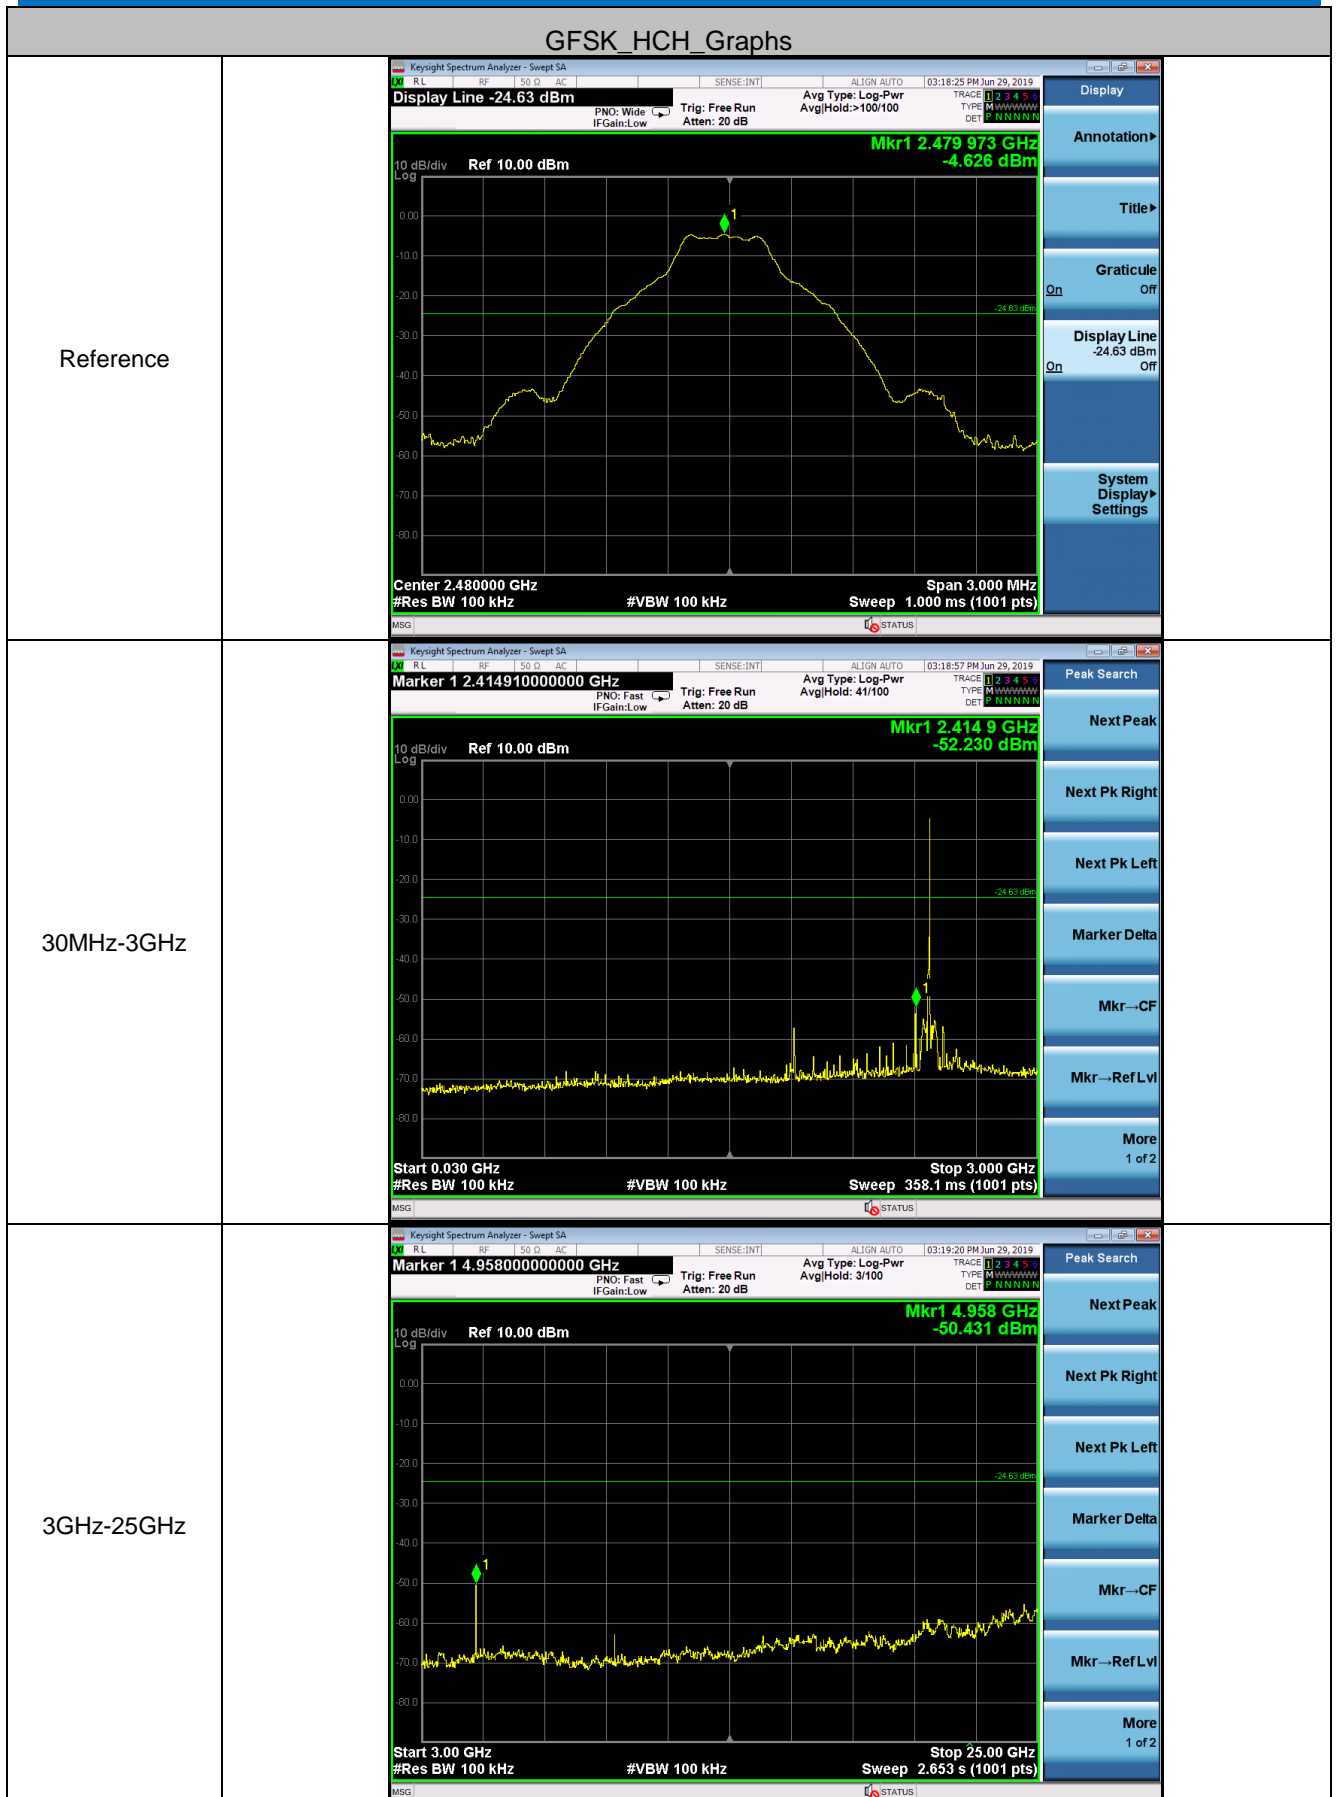 GFSK_HCH_Graphs
Reference
Keysight Spectrum Analyzer - Swept SA
LXI RL RF 50 Ω AC SENSE:INT ALIGN AUTO 03:18:25 PM Jun 29, 2019
Display Line -24.63 dBm
PNO: Wide
IFGain:Low
Trig: Free Run
Atten: 20 dB
Avg Type: Log-Pwr
Avg|Hold:>100/100
TRACE 1 2 3 4 5 6
TYPE M W W W W W
DET P N N N N N
Mkr1 2.479 973 GHz
-4.626 dBm
10 dB/div Ref 10.00 dBm
Log
0.00
-10.0
-20.0
-30.0
-40.0
-50.0
-60.0
-70.0
-80.0
1
-24.63 dBm
Center 2.480000 GHz Span 3.000 MHz
#Res BW 100 kHz #VBW 100 kHz Sweep 1.000 ms (1001 pts)
MSG STATUS
Display
Annotation
Title
Graticule
On Off
Display Line
-24.63 dBm
On Off
System
Display
Settings
30MHz-3GHz
Keysight Spectrum Analyzer - Swept SA
LXI RL RF 50 Ω AC SENSE:INT ALIGN AUTO 03:18:57 PM Jun 29, 2019
Marker 1 2.414910000000 GHz
PNO: Fast
IFGain:Low
Trig: Free Run
Atten: 20 dB
Avg Type: Log-Pwr
Avg|Hold: 41/100
TRACE 1 2 3 4 5 6
TYPE M W W W W W
DET P N N N N N
Mkr1 2.414 9 GHz
-52.230 dBm
10 dB/div Ref 10.00 dBm
Log
0.00
-10.0
-20.0
-30.0
-40.0
-50.0
-60.0
-70.0
-80.0
1
-24.63 dBm
Start 0.030 GHz Stop 3.000 GHz
#Res BW 100 kHz #VBW 100 kHz Sweep 358.1 ms (1001 pts)
MSG STATUS
Peak Search
Next Peak
Next Pk Right
Next Pk Left
Marker Delta
Mkr→CF
Mkr→Ref Lvl
More
1 of 2
3GHz-25GHz
Keysight Spectrum Analyzer - Swept SA
LXI RL RF 50 Ω AC SENSE:INT ALIGN AUTO 03:19:20 PM Jun 29, 2019
Marker 1 4.958000000000 GHz
PNO: Fast
IFGain:Low
Trig: Free Run
Atten: 20 dB
Avg Type: Log-Pwr
Avg|Hold: 3/100
TRACE 1 2 3 4 5 6
TYPE M W W W W W
DET P N N N N N
Mkr1 4.958 GHz
-50.431 dBm
10 dB/div Ref 10.00 dBm
Log
0.00
-10.0
-20.0
-30.0
-40.0
-50.0
-60.0
-70.0
-80.0
1
-24.63 dBm
Start 3.00 GHz Stop 25.00 GHz
#Res BW 100 kHz #VBW 100 kHz Sweep 2.653 s (1001 pts)
MSG STATUS
Peak Search
Next Peak
Next Pk Right
Next Pk Left
Marker Delta
Mkr→CF
Mkr→Ref Lvl
More
1 of 2